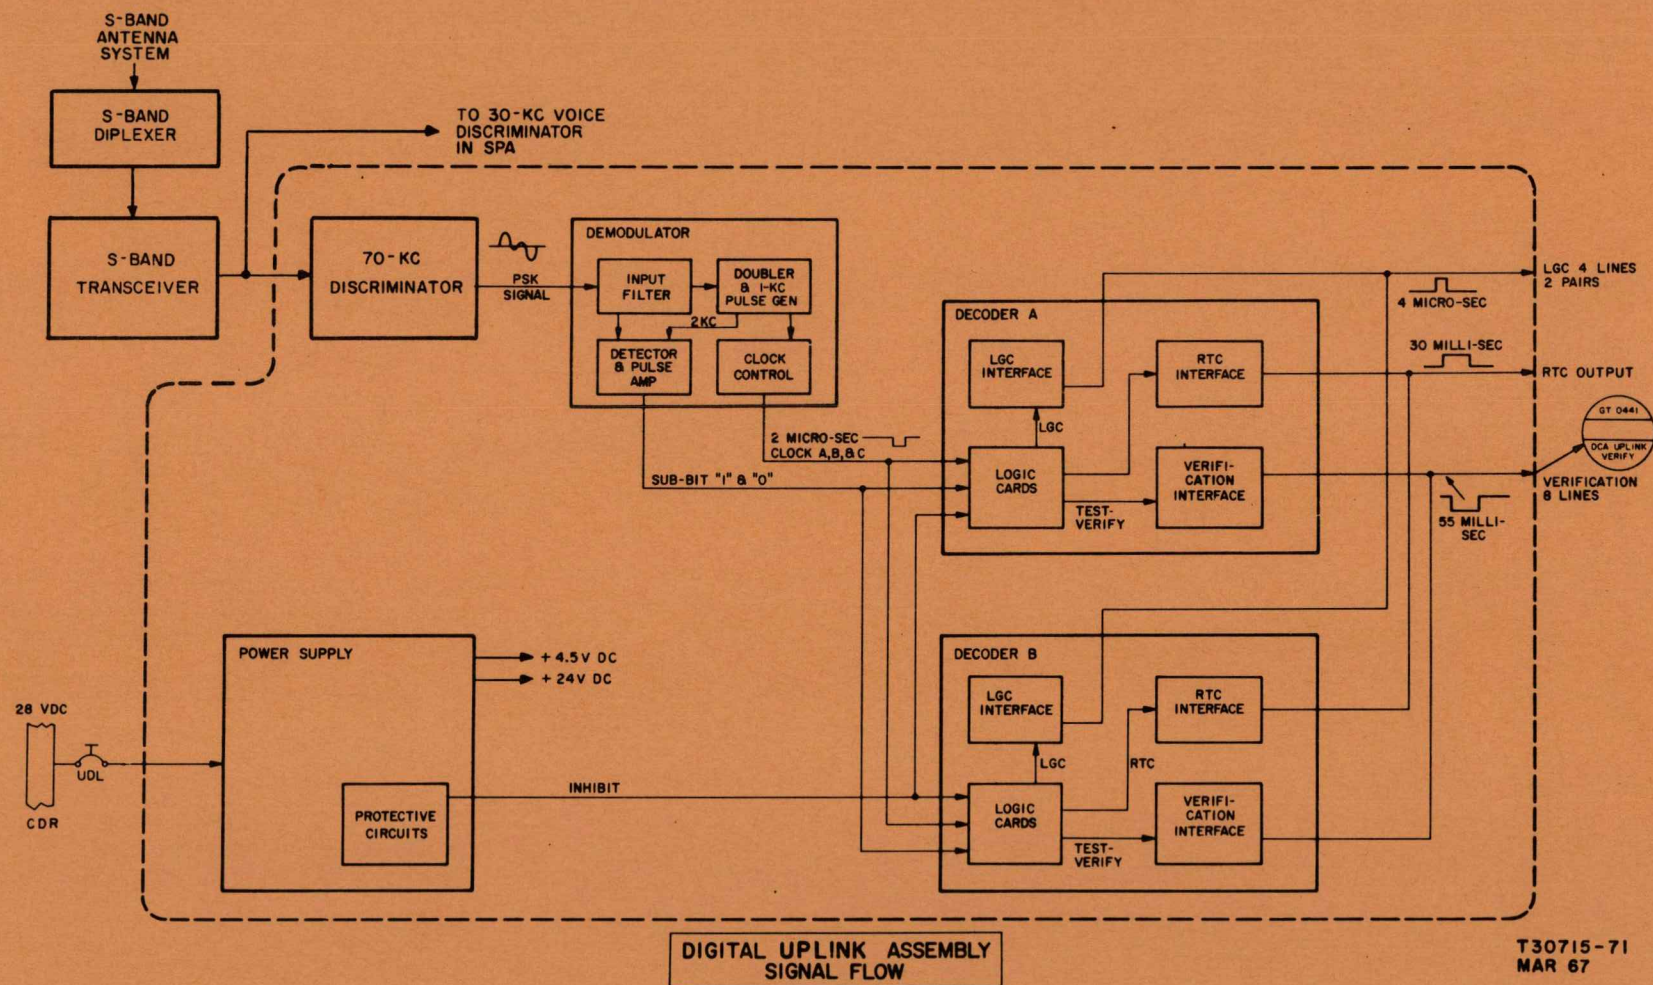 S-BAND
ANTENNA
SYSTEM
S-BAND
DIPLEXER
TO 30-KC VOICE
DISCRIMINATOR
IN SPA
S-BAND
TRANSCEIVER
70-KC
DISCRIMINATOR
PSK
SIGNAL
DEMODULATOR
INPUT
FILTER
DOUBLER
& 1-KC
PULSE GEN
2KC
DETECTOR
& PULSE
AMP
CLOCK
CONTROL
2 MICRO-SEC
CLOCK A,B,&C
SUB-BIT "1" & "0"
DECODER A
LGC
INTERFACE
RTC
INTERFACE
LGC
LOGIC
CARDS
TEST-
VERIFY
VERIFI-
CATION
INTERFACE
LGC 4 LINES
2 PAIRS
4 MICRO-SEC
30 MILLI-SEC
RTC OUTPUT
GT 0441
DCA UPLINK
VERIFY
VERIFICATION
8 LINES
55 MILLI-
SEC
POWER SUPPLY
+ 4.5V DC
+ 24V DC
28 VDC
UDL
CDR
PROTECTIVE
CIRCUITS
INHIBIT
DECODER B
LGC
INTERFACE
RTC
INTERFACE
LGC
RTC
LOGIC
CARDS
TEST-
VERIFY
VERIFI-
CATION
INTERFACE
DIGITAL UPLINK ASSEMBLY
SIGNAL FLOW
T30715-71
MAR 67